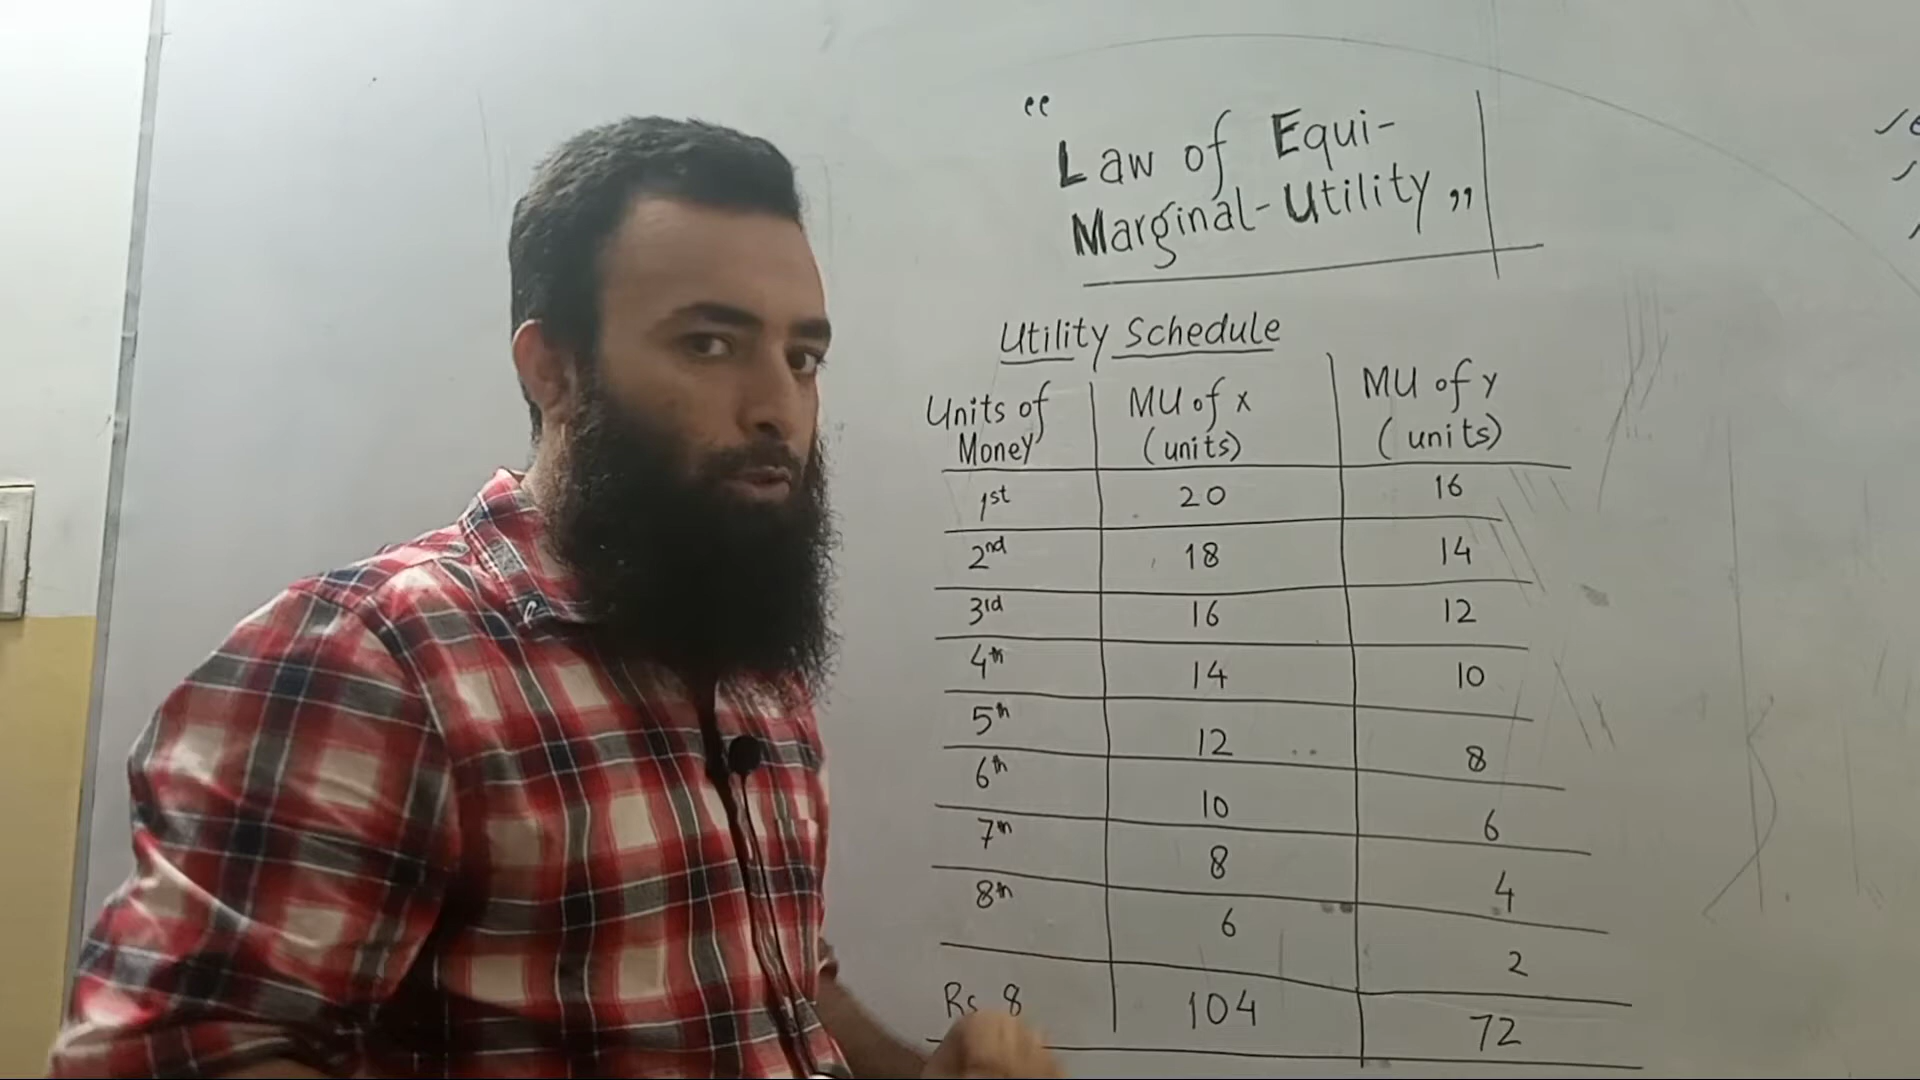 “
Law of Equi-
Marginal-Utility”
Utility Schedule
Units of Money | MU of x (units) | MU of y (units)
1st | 20 | 16
2nd | 18 | 14
3rd | 16 | 12
4th | 14 | 10
5th | 12 | 8
6th | 10 | 6
7th | 8 | 4
8th | 6 | 2
Rs 8 | 104 | 72